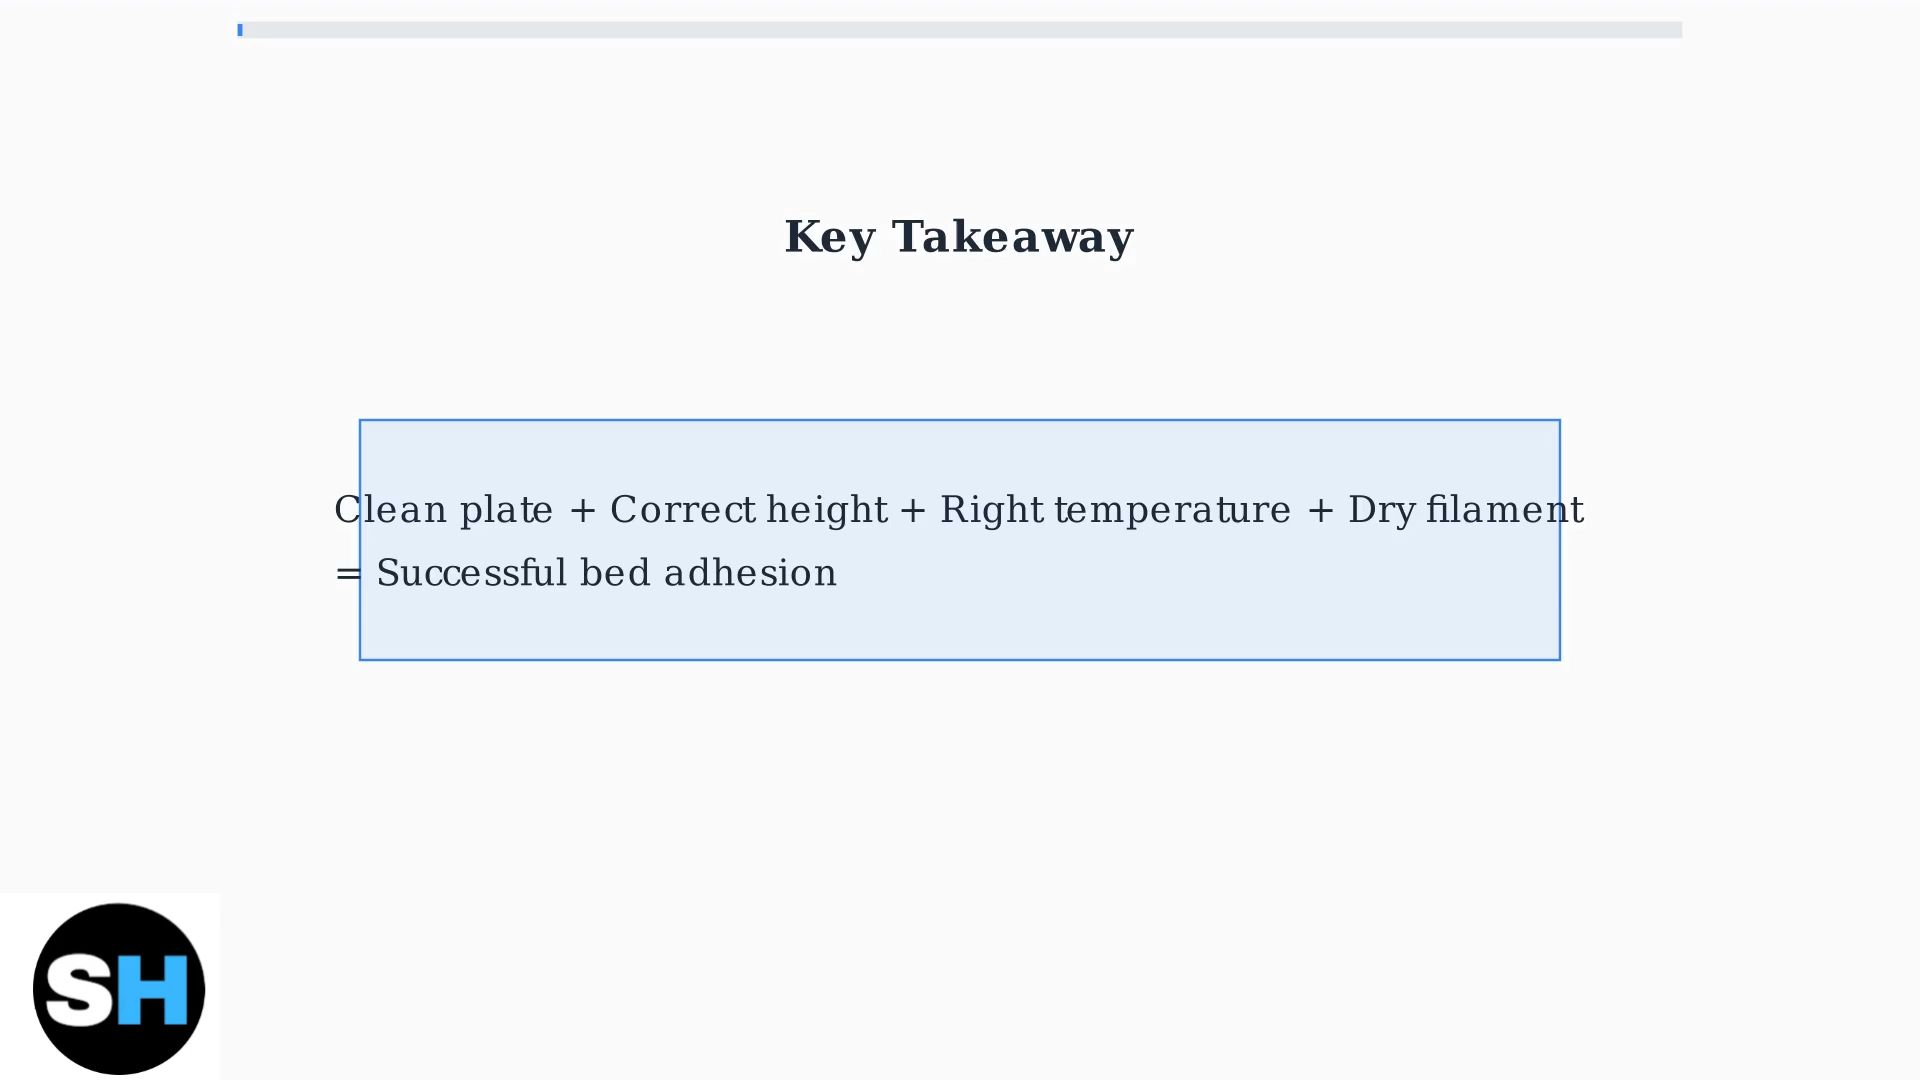 Key Takeaway
Clean plate + Correct height + Right temperature + Dry filament
= Successful bed adhesion
SH